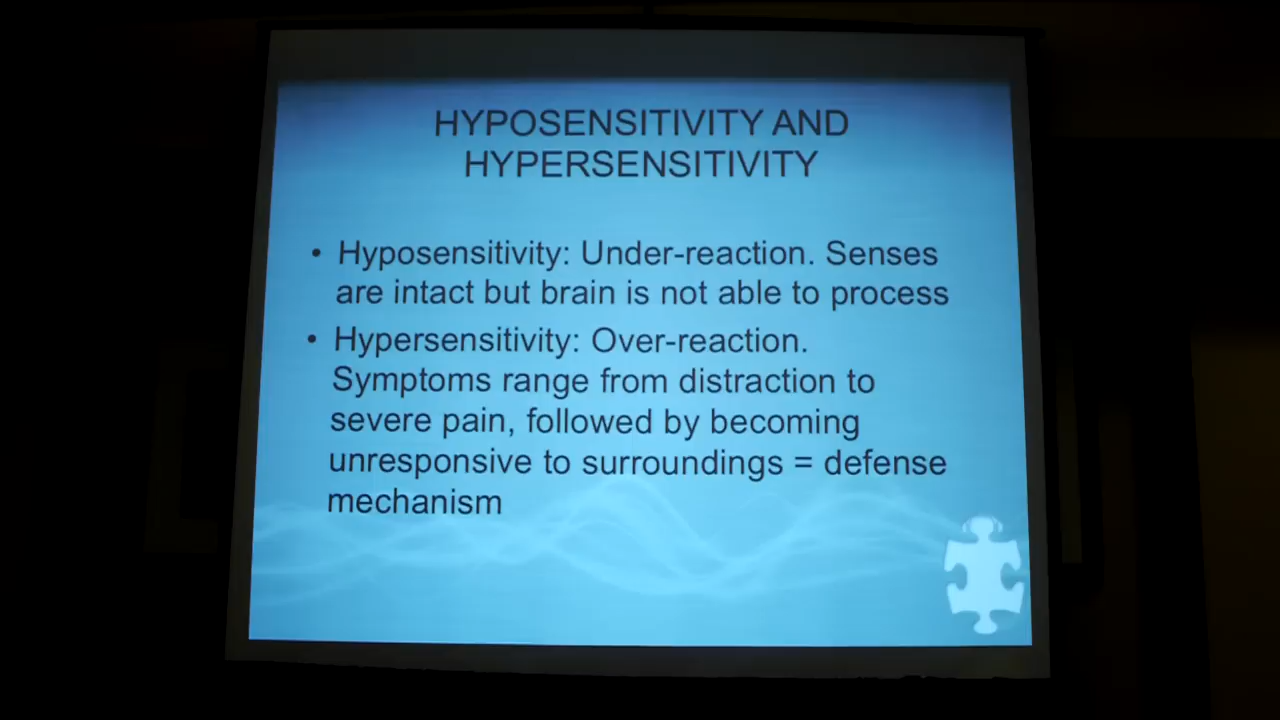 HYPOSENSITIVITY AND
HYPERSENSITIVITY
• Hyposensitivity: Under-reaction. Senses
are intact but brain is not able to process
• Hypersensitivity: Over-reaction.
Symptoms range from distraction to
severe pain, followed by becoming
unresponsive to surroundings = defense
mechanism